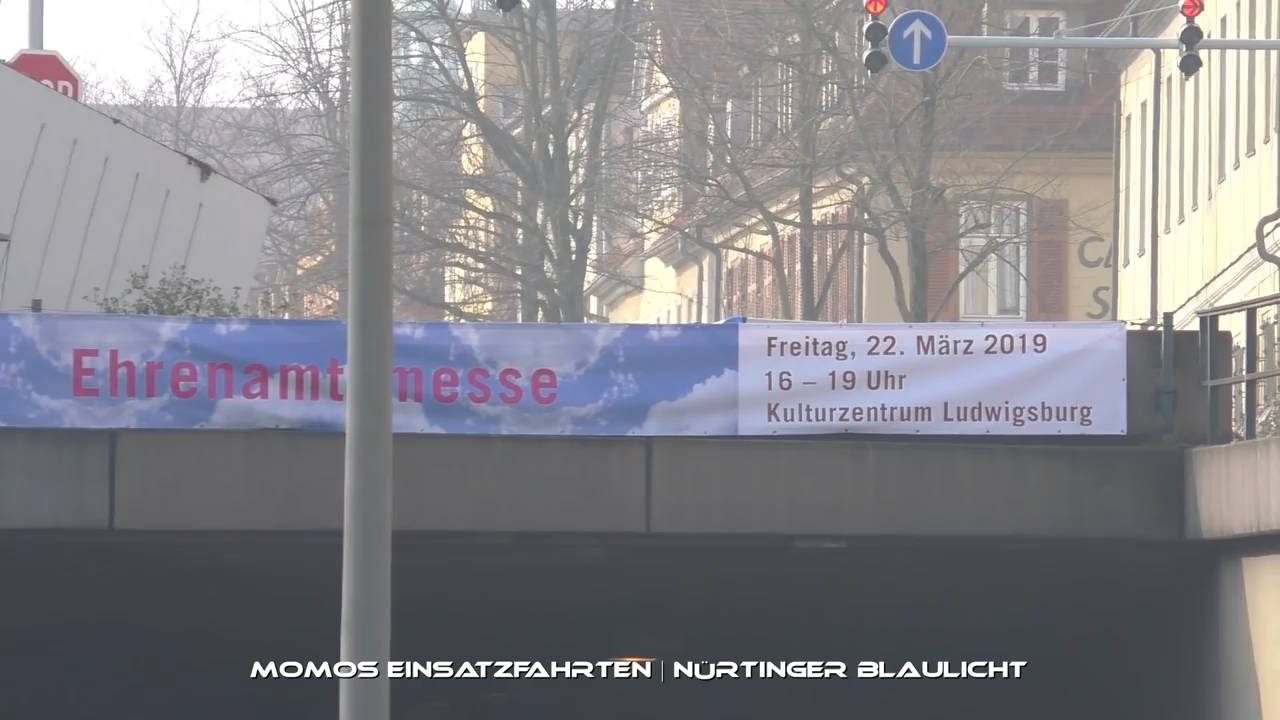 Ehrenamtsmesse
Freitag, 22. März 2019
16 – 19 Uhr
Kulturzentrum Ludwigsburg
MOMOS EINSATZFAHRTEN | NÜRTINGER BLAULICHT